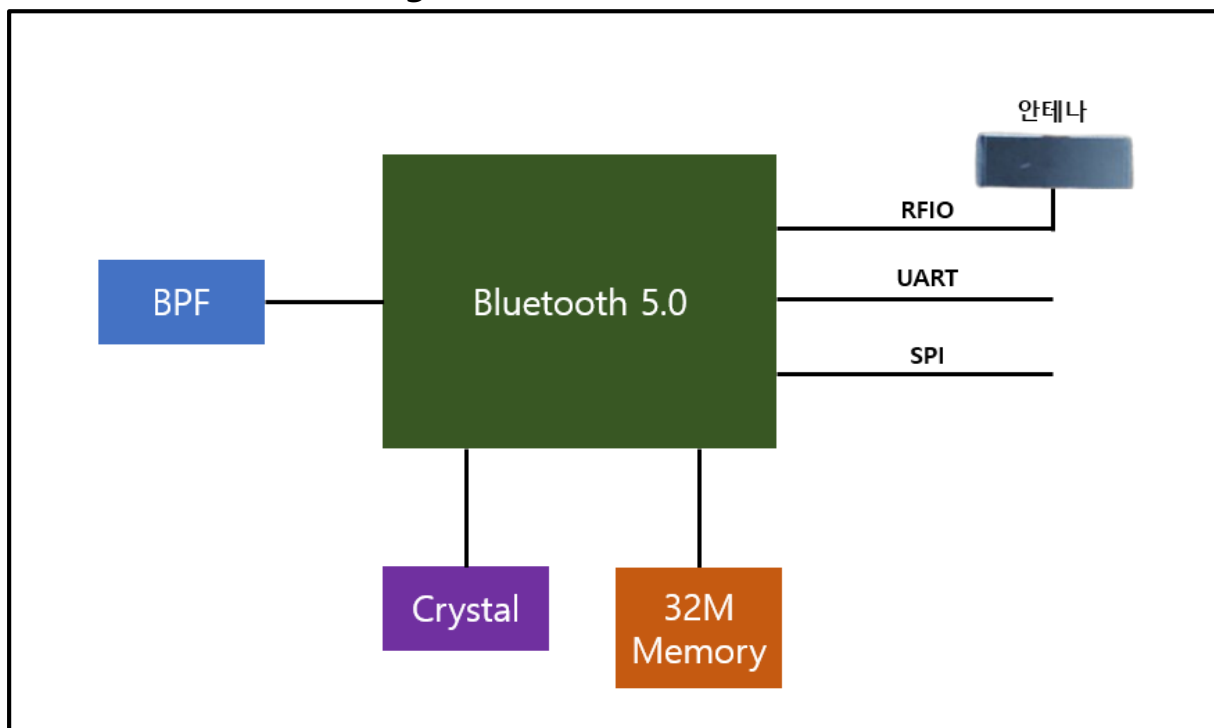 안테나
RFIO
BPF
Bluetooth 5.0
UART
SPI
Crystal
32M
Memory